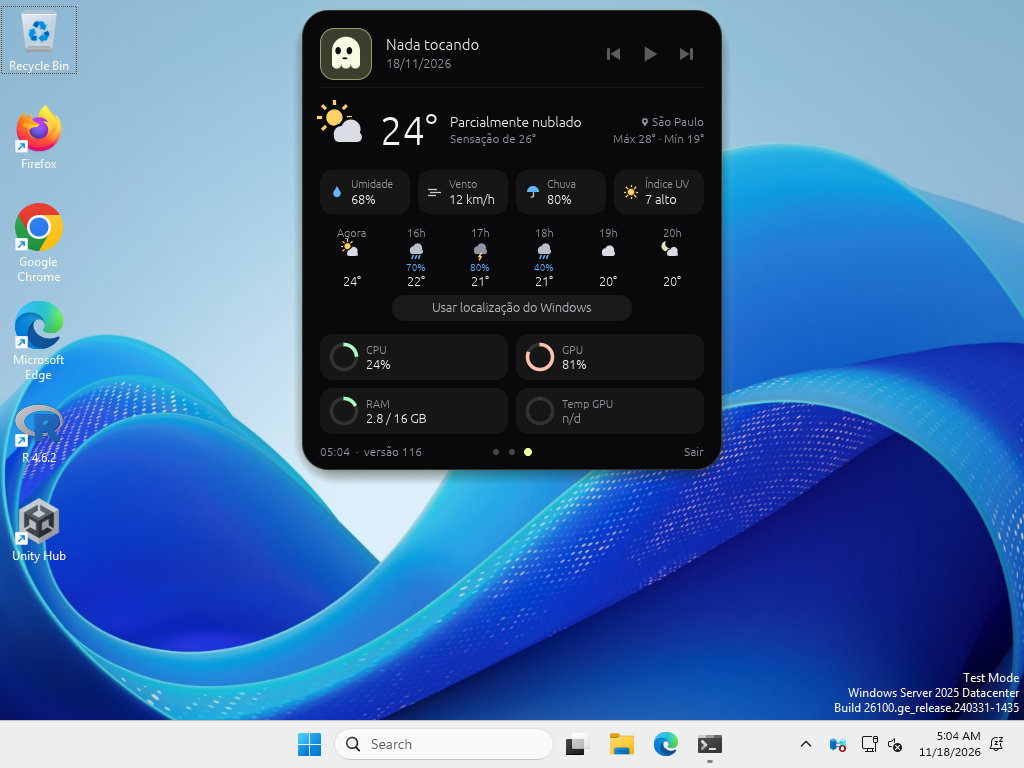 Recycle Bin
Firefox
Google
Chrome
Microsoft
Edge
R 4.6.2
Unity Hub
Nada tocando
18/11/2026
24°
Parcialmente nublado
Sensação de 26°
São Paulo
Máx 28° · Mín 19°
Umidade
68%
Vento
12 km/h
Chuva
80%
Índice UV
7 alto
Agora 16h 17h 18h 19h 20h
70% 80% 40%
24° 22° 21° 21° 20° 20°
Usar localização do Windows
CPU
24%
GPU
81%
RAM
2.8 / 16 GB
Temp GPU
n/d
05:04 · versão 116
Sair
Test Mode
Windows Server 2025 Datacenter
Build 26100.ge_release.240331-1435
Search
5:04 AM
11/18/2026